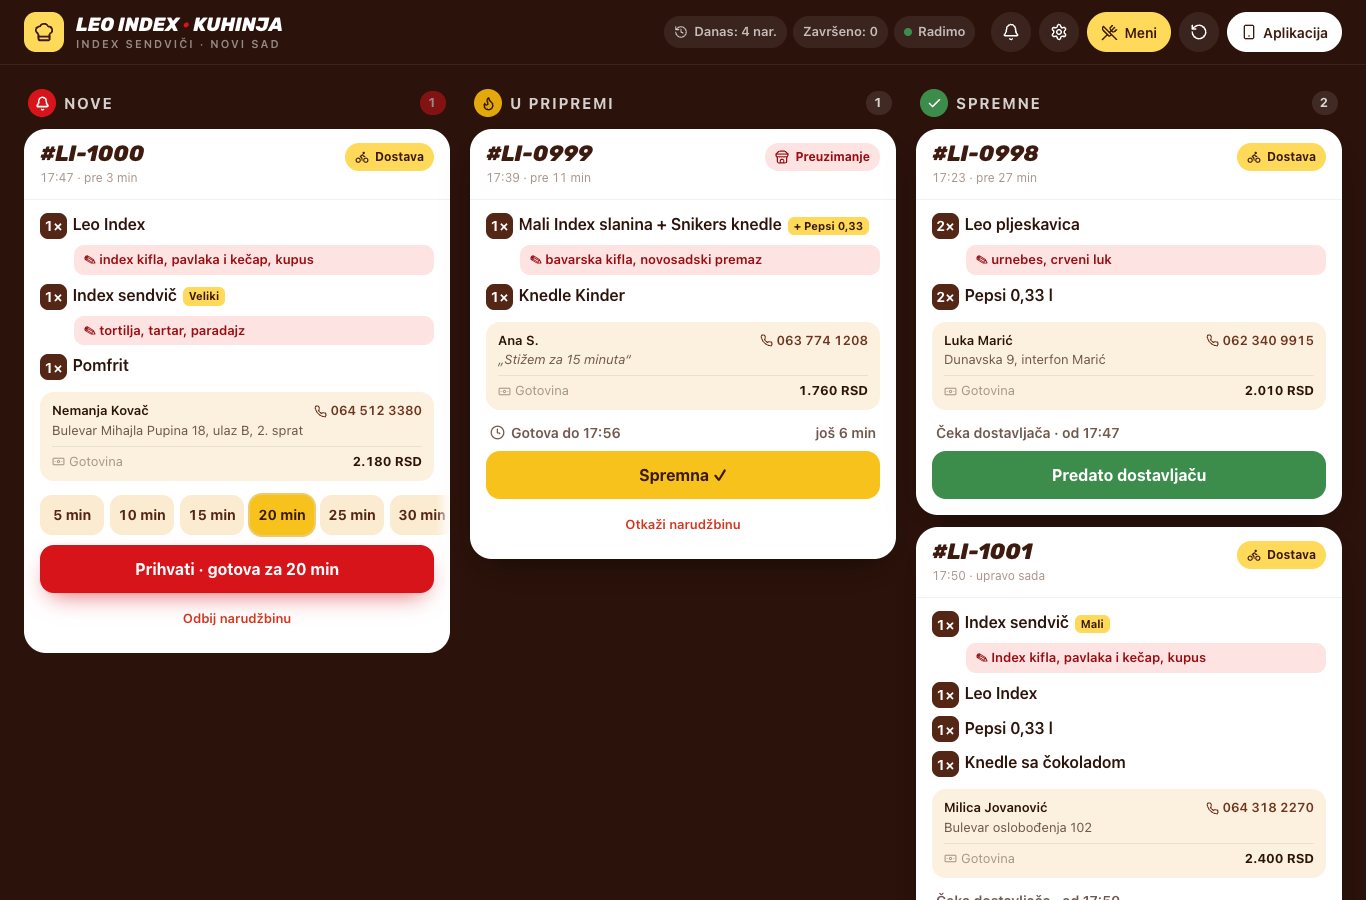 LEO INDEX · KUHINJA
INDEX SENDVIČI · NOVI SAD
Danas: 4 nar.
Završeno: 0
Radimo
Meni
Aplikacija
NOVE
1
#LI-1000
Dostava
17:47 · pre 3 min
1× Leo Index
✎ index kifla, pavlaka i kečap, kupus
1× Index sendvič Veliki
✎ tortilja, tartar, paradajz
1× Pomfrit
Nemanja Kovač
064 512 3380
Bulevar Mihajla Pupina 18, ulaz B, 2. sprat
Gotovina
2.180 RSD
5 min
10 min
15 min
20 min
25 min
30 min
Prihvati · gotova za 20 min
Odbij narudžbinu
U PRIPREMI
1
#LI-0999
Preuzimanje
17:39 · pre 11 min
1× Mali Index slanina + Snikers knedle + Pepsi 0,33
✎ bavarska kifla, novosadski premaz
1× Knedle Kinder
Ana S.
063 774 1208
„Stižem za 15 minuta“
Gotovina
1.760 RSD
Gotova do 17:56
još 6 min
Spremna ✓
Otkaži narudžbinu
SPREMNE
2
#LI-0998
Dostava
17:23 · pre 27 min
2× Leo pljeskavica
✎ urnebes, crveni luk
2× Pepsi 0,33 l
Luka Marić
062 340 9915
Dunavska 9, interfon Marić
Gotovina
2.010 RSD
Čeka dostavljača · od 17:47
Predato dostavljaču
#LI-1001
Dostava
17:50 · upravo sada
1× Index sendvič Mali
✎ Index kifla, pavlaka i kečap, kupus
1× Leo Index
1× Pepsi 0,33 l
1× Knedle sa čokoladom
Milica Jovanović
064 318 2270
Bulevar oslobođenja 102
Gotovina
2.400 RSD
Čeka dostavljača · od 17:50